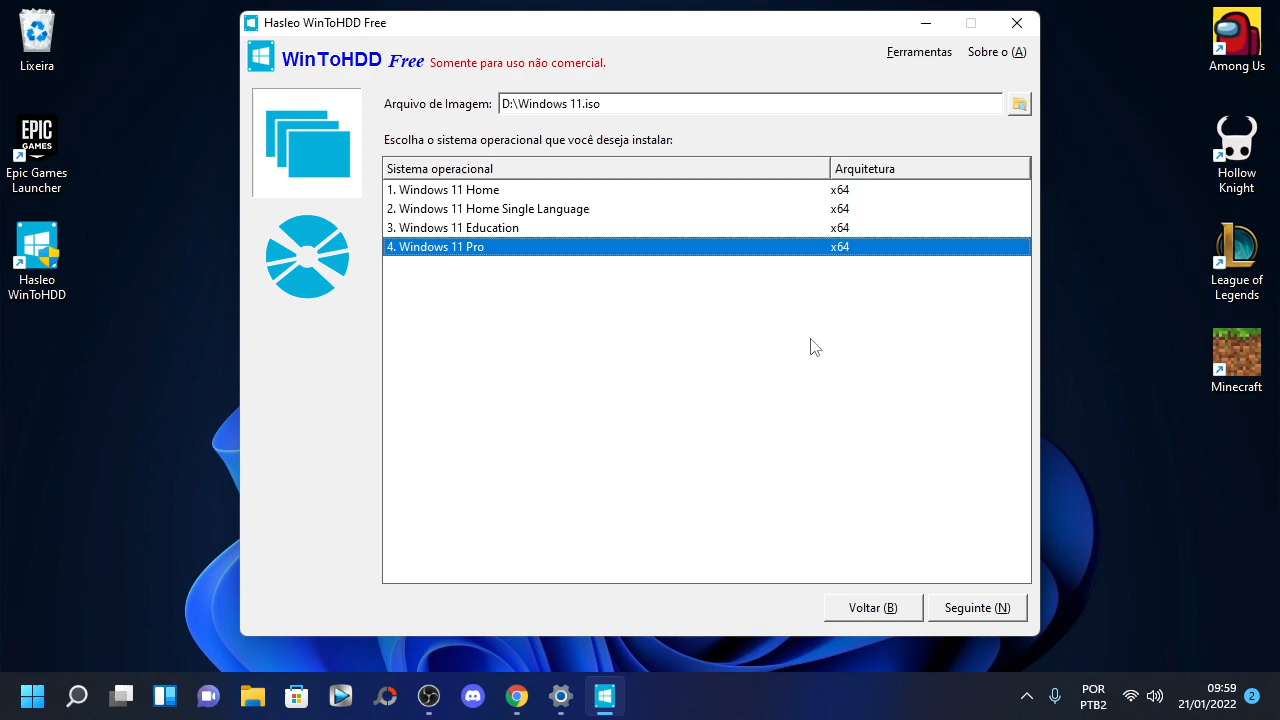 Hasleo WinToHDD Free
WinToHDD Free Somente para uso não comercial.
Ferramentas Sobre o (A)
Arquivo de Imagem: D:\Windows 11.iso
Escolha o sistema operacional que você deseja instalar:
Sistema operacional Arquitetura
1. Windows 11 Home x64
2. Windows 11 Home Single Language x64
3. Windows 11 Education x64
4. Windows 11 Pro x64
Voltar (B) Seguinte (N)
Lixeira
EPIC
GAMES
Epic Games
Launcher
Hasleo
WinToHDD
Among Us
Hollow
Knight
League of
Legends
Minecraft
POR
PTB2
09:59
21/01/2022
2